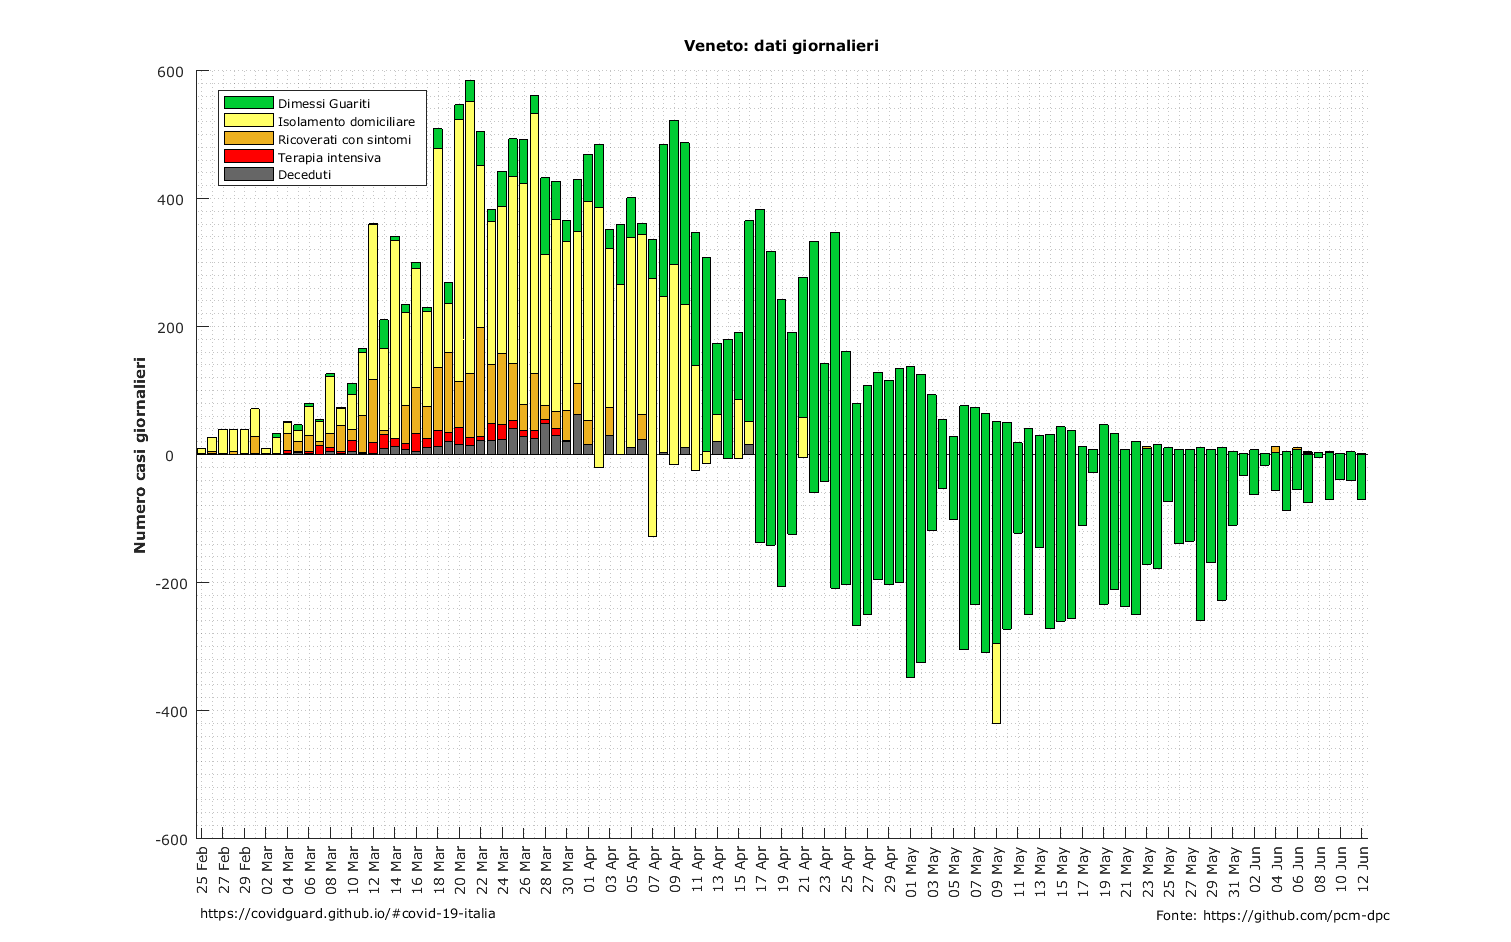 Veneto: dati giornalieri
Numero casi giornalieri
600
400
200
0
-200
-400
-600
Dimessi Guariti
Isolamento domiciliare
Ricoverati con sintomi
Terapia intensiva
Deceduti
25 Feb
27 Feb
29 Feb
02 Mar
04 Mar
06 Mar
08 Mar
10 Mar
12 Mar
14 Mar
16 Mar
18 Mar
20 Mar
22 Mar
24 Mar
26 Mar
28 Mar
30 Mar
01 Apr
03 Apr
05 Apr
07 Apr
09 Apr
11 Apr
13 Apr
15 Apr
17 Apr
19 Apr
21 Apr
23 Apr
25 Apr
27 Apr
29 Apr
01 May
03 May
05 May
07 May
09 May
11 May
13 May
15 May
17 May
19 May
21 May
23 May
25 May
27 May
29 May
31 May
02 Jun
04 Jun
06 Jun
08 Jun
10 Jun
12 Jun
https://covidguard.github.io/#covid-19-italia
Fonte: https://github.com/pcm-dpc